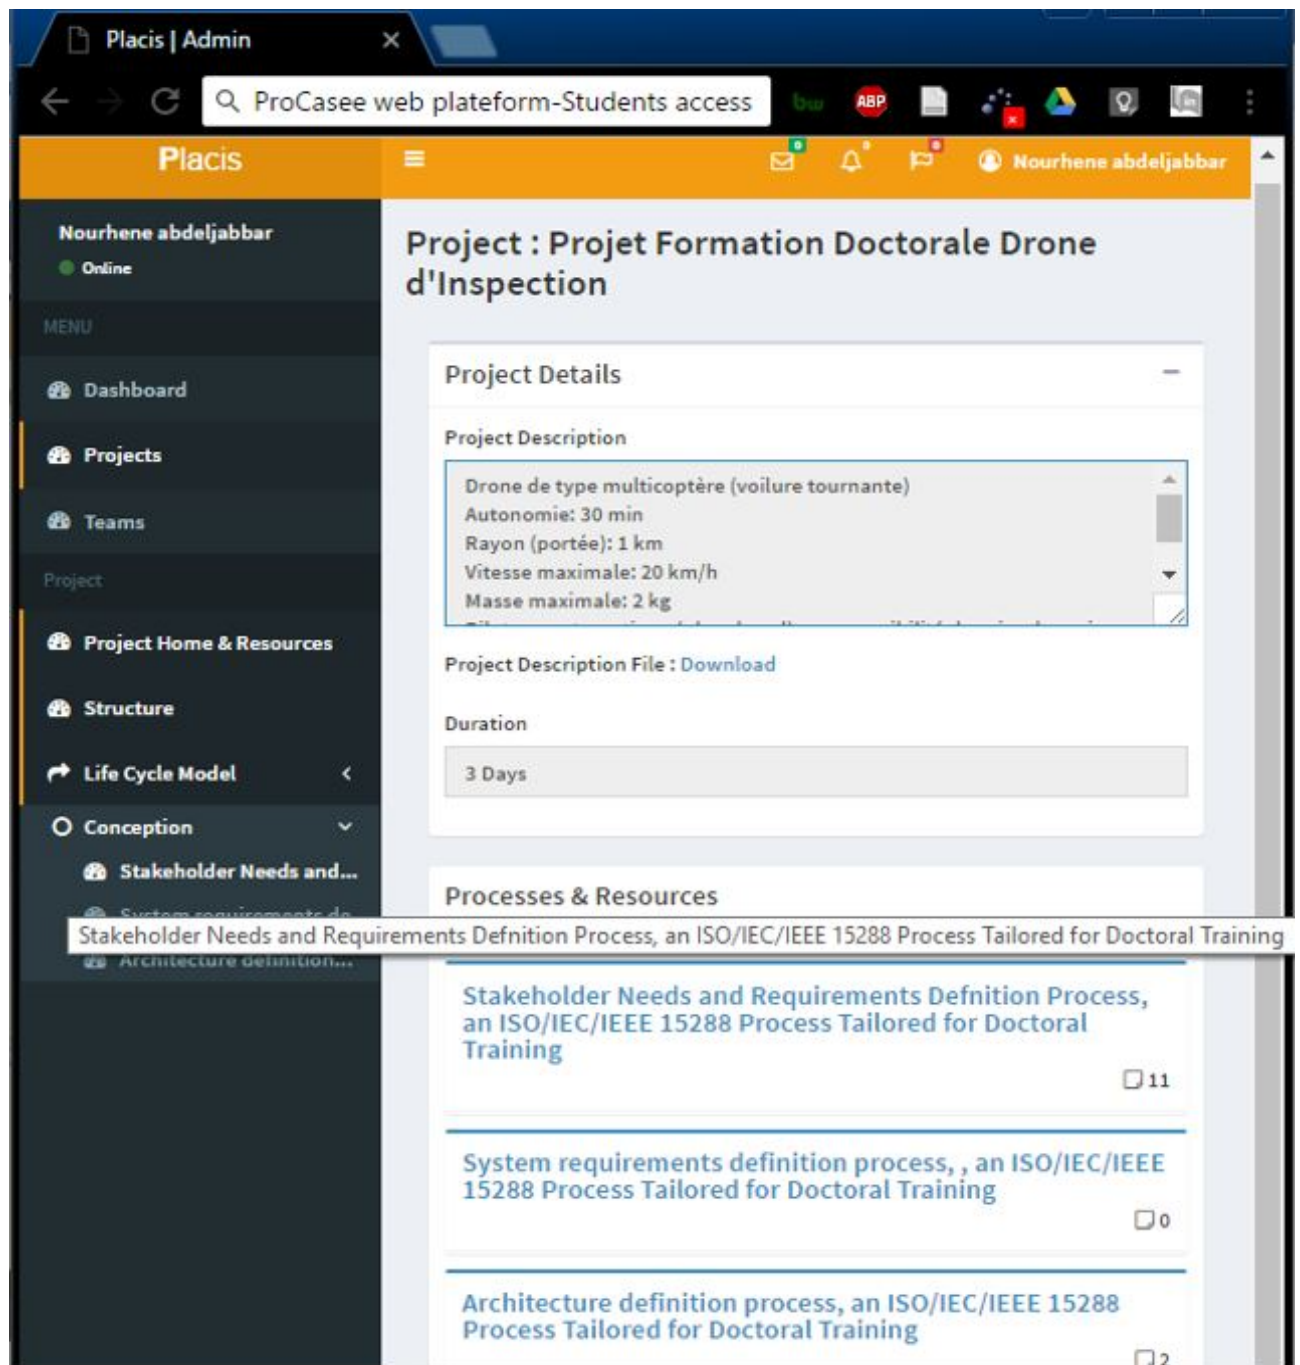 Placis | Admin
ProCasee web plateform-Students access
bw
ABP
Placis
0
0
Nourhene abdeljabbar
Nourhene abdeljabbar
Online
MENU
Dashboard
Projects
Teams
Project
Project Home & Resources
Structure
Life Cycle Model
Conception
Stakeholder Needs and...
System requirements de...
Stakeholder Needs and Requirements Defnition Process, an ISO/IEC/IEEE 15288 Process Tailored for Doctoral Training
Architecture definition...
Project : Projet Formation Doctorale Drone
d'Inspection
Project Details
Project Description
Drone de type multicoptère (voilure tournante)
Autonomie: 30 min
Rayon (portée): 1 km
Vitesse maximale: 20 km/h
Masse maximale: 2 kg
Project Description File : Download
Duration
3 Days
Processes & Resources
Stakeholder Needs and Requirements Defnition Process,
an ISO/IEC/IEEE 15288 Process Tailored for Doctoral
Training
11
System requirements definition process, , an ISO/IEC/IEEE
15288 Process Tailored for Doctoral Training
0
Architecture definition process, an ISO/IEC/IEEE 15288
Process Tailored for Doctoral Training
2